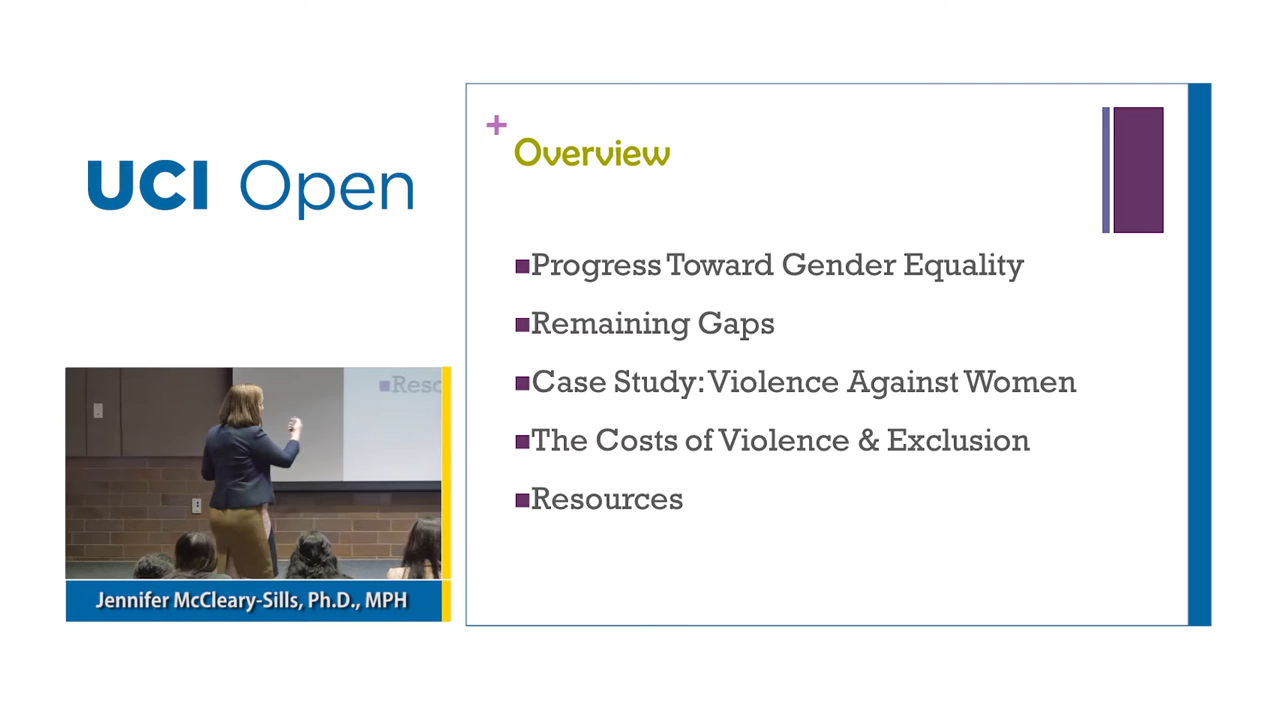 UCI Open
+
Overview
Progress Toward Gender Equality
Remaining Gaps
Case Study: Violence Against Women
The Costs of Violence & Exclusion
Resources
Reso
Jennifer McCleary-Sills, Ph.D., MPH